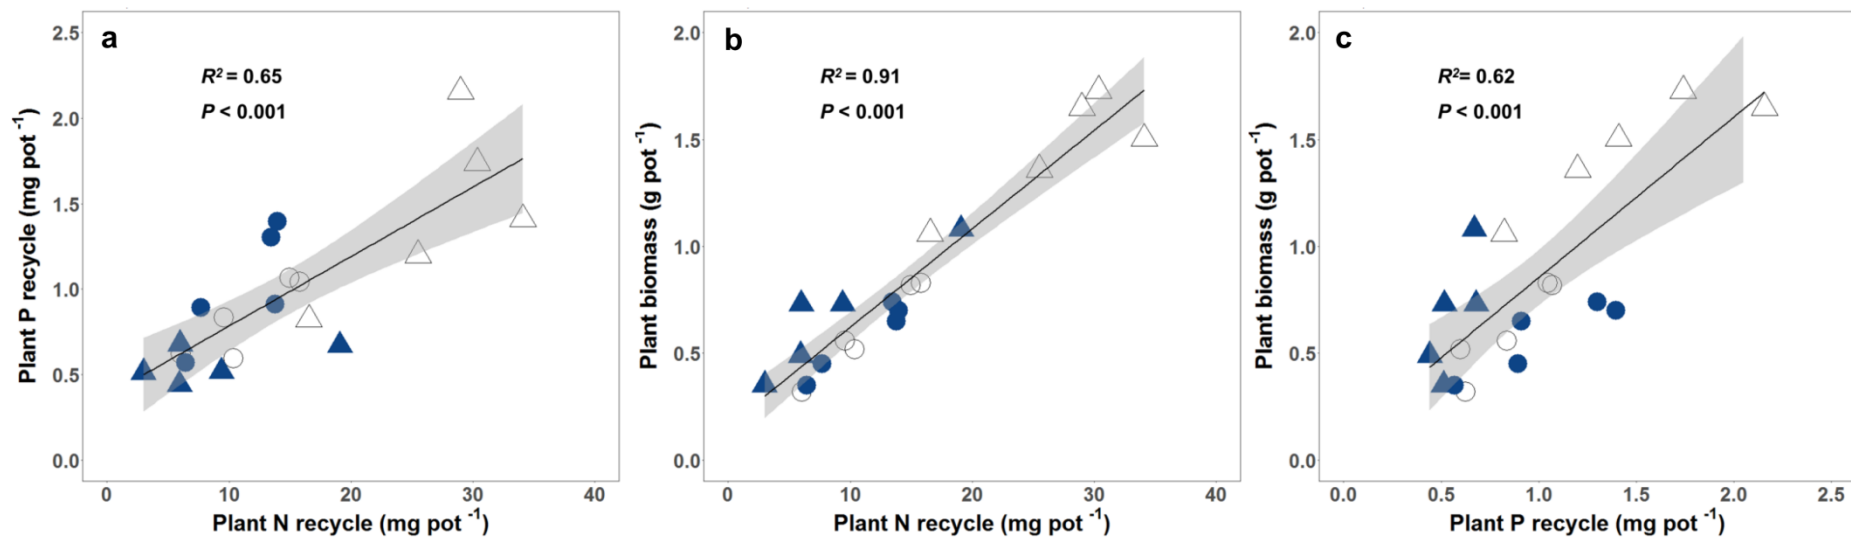 a
R² = 0.65
P < 0.001
2.5
2.0
1.5
1.0
0.5
0.0
Plant P recycle (mg pot ⁻¹)
0 10 20 30 40
Plant N recycle (mg pot ⁻¹)
b
R² = 0.91
P < 0.001
2.0
1.5
1.0
0.5
0.0
Plant biomass (g pot ⁻¹)
0 10 20 30 40
Plant N recycle (mg pot ⁻¹)
c
R²= 0.62
P < 0.001
2.0
1.5
1.0
0.5
0.0
Plant biomass (g pot ⁻¹)
0.0 0.5 1.0 1.5 2.0 2.5
Plant P recycle (mg pot ⁻¹)